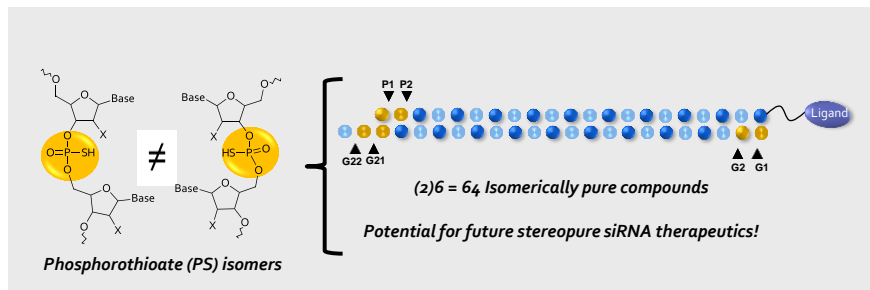 O
O
Base
O
X
O=P-SH
O
O
Base
X
O
≠
O
O
Base
X
O
HS-P=O
O
O
Base
X
O
Phosphorothioate (PS) isomers
P1 P2
Ligand
G22 G21
G2 G1
(2)6 = 64 Isomerically pure compounds
Potential for future stereopure siRNA therapeutics!